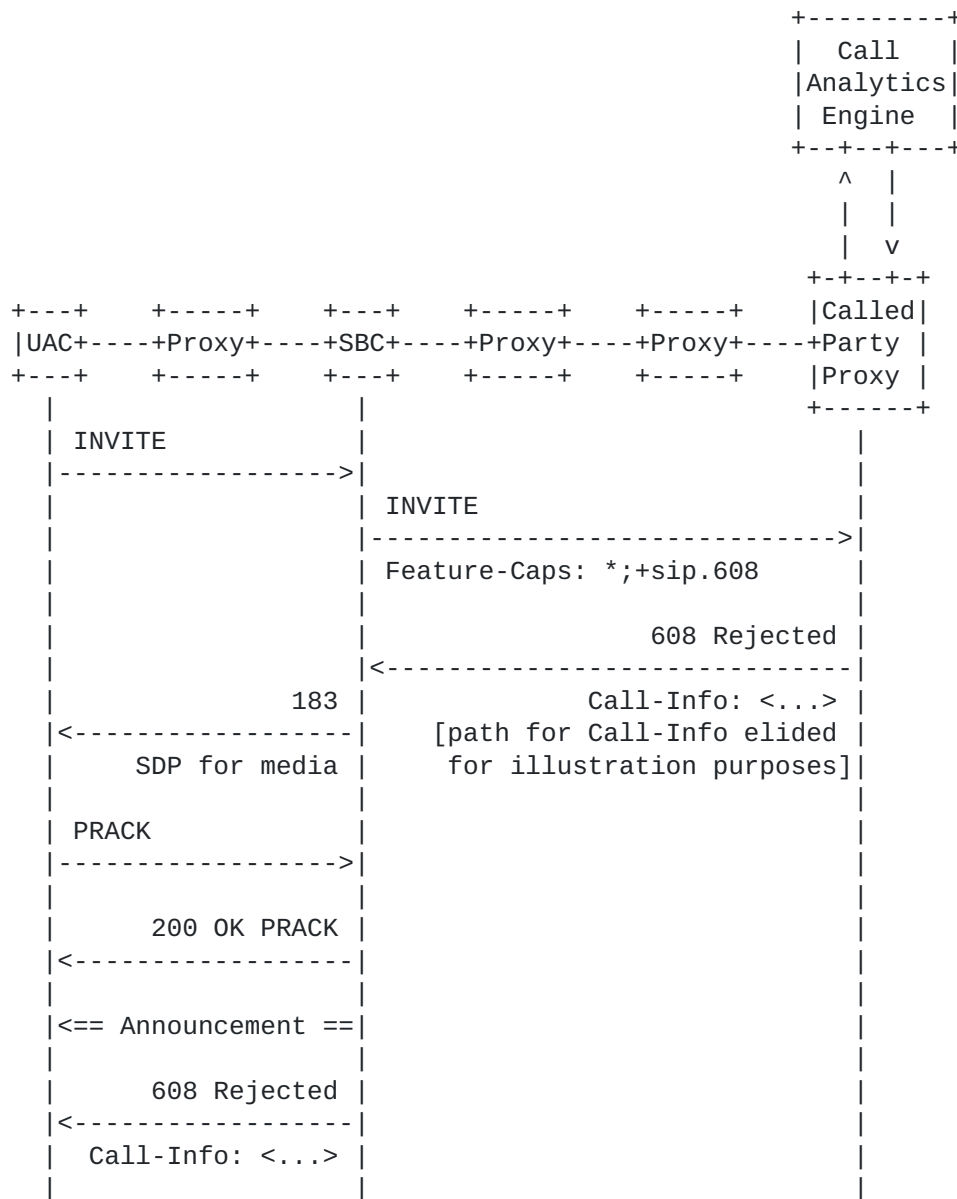 +---------+
|  Call   |
|Analytics|
| Engine  |
+--+--+---+
^  |
|  |
|  v
+-+--+-+
+---+    +-----+    +---+    +-----+    +-----+    |Called|
|UAC+----+Proxy+----+SBC+----+Proxy+----+Proxy+----+Party |
+---+    +-----+    +---+    +-----+    +-----+    |Proxy |
|                   |                           +------+
| INVITE            |                              |
|------------------>|                              |
|                   | INVITE                       |
|                   |----------------------------->|
|                   | Feature-Caps: *;+sip.608     |
|                   |                              |
|                   |                 608 Rejected |
|                   |<-----------------------------|
|               183 |             Call-Info: <...> |
|<------------------|    [path for Call-Info elided |
|     SDP for media |     for illustration purposes]|
|                   |                              |
| PRACK             |                              |
|------------------>|                              |
|                   |                              |
|      200 OK PRACK |                              |
|<------------------|                              |
|                   |                              |
|<== Announcement ==|                              |
|                   |                              |
|      608 Rejected |                              |
|<------------------|                              |
|  Call-Info: <...> |                              |
|                   |                              |